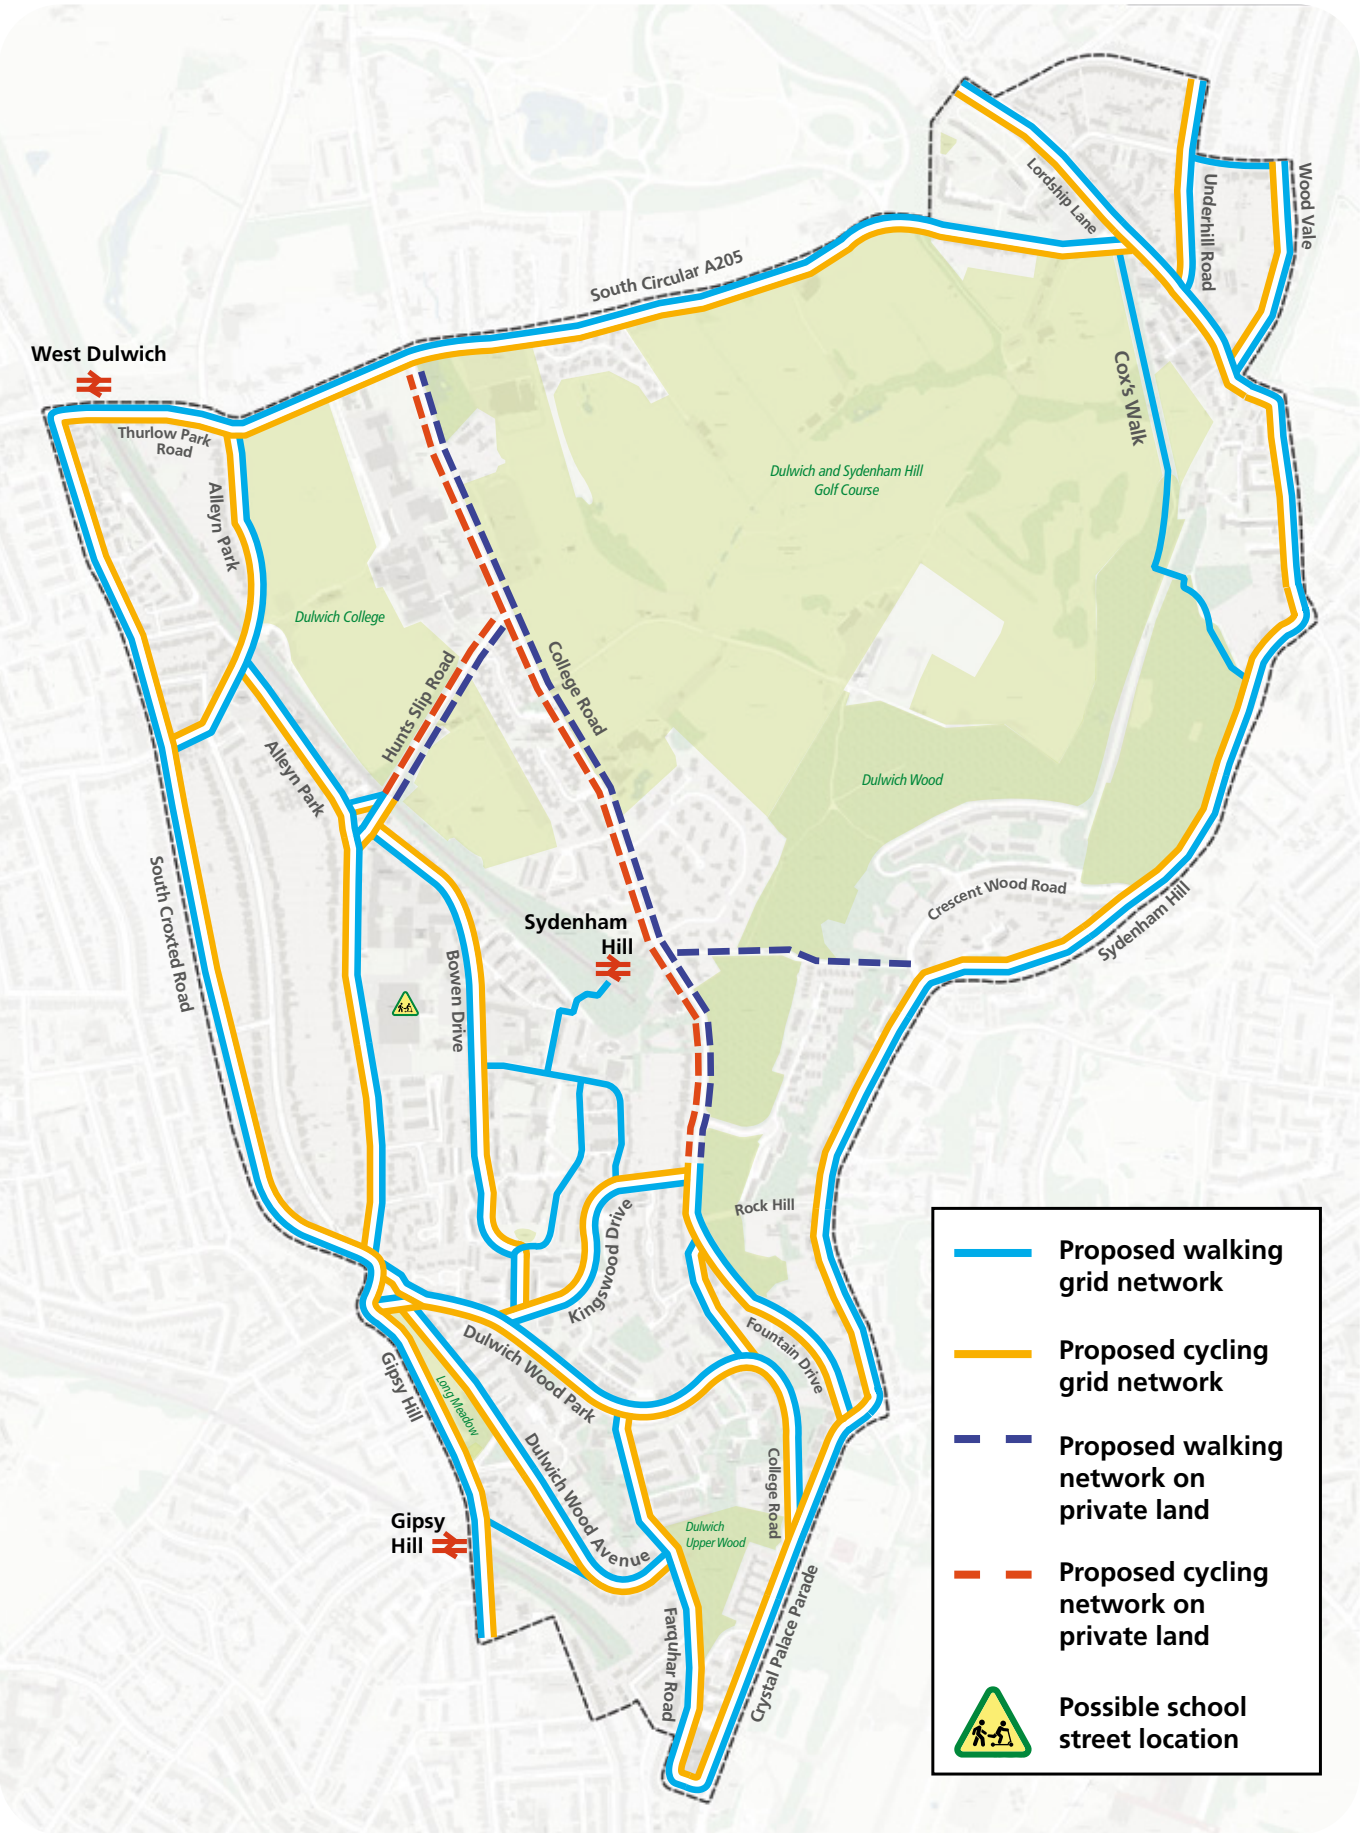 Lordship Lane
Underhill Road
Wood Vale
South Circular A205
West Dulwich
Thurlow Park
Road
Cox's Walk
Alleyn Park
Dulwich and Sydenham Hill
Golf Course
Dulwich College
Hunts Slip Road
College Road
Alleyn Park
Dulwich Wood
South Croxted Road
Crescent Wood Road
Sydenham Hill
Sydenham
Hill
Bowen Drive
Rock Hill
Kingswood Drive
Dulwich Wood Park
Fountain Drive
Gipsy Hill
Long Meadow
Dulwich Wood Avenue
College Road
Gipsy
Hill
Dulwich
Upper Wood
Farquhar Road
Crystal Palace Parade
Proposed walking
grid network
Proposed cycling
grid network
Proposed walking
network on
private land
Proposed cycling
network on
private land
Possible school
street location